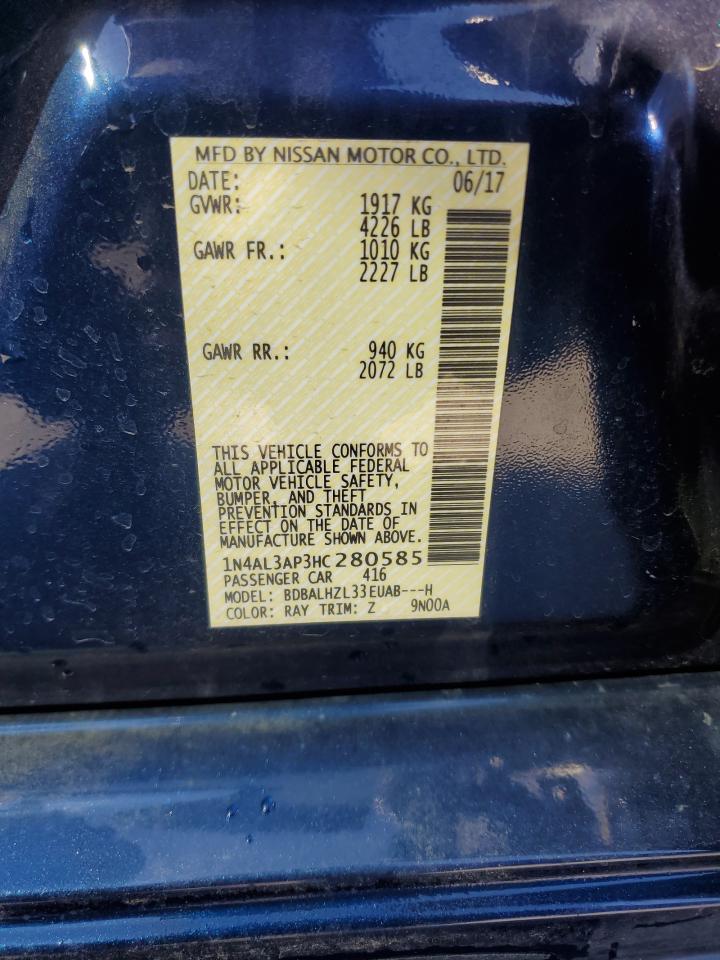 MFD BY NISSAN MOTOR CO., LTD.
DATE: 06/17
GVWR: 1917 KG
4226 LB
GAWR FR.: 1010 KG
2227 LB
GAWR RR.: 940 KG
2072 LB
THIS VEHICLE CONFORMS TO
ALL APPLICABLE FEDERAL
MOTOR VEHICLE SAFETY,
BUMPER, AND THEFT
PREVENTION STANDARDS IN
EFFECT ON THE DATE OF
MANUFACTURE SHOWN ABOVE.
1N4AL3AP3HC280585
PASSENGER CAR 416
MODEL: BDBALHZL33EUAB---H
COLOR: RAY TRIM: Z 9N00A